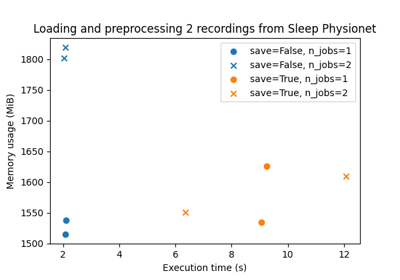 Loading and preprocessing 2 recordings from Sleep Physionet
save=False, n_jobs=1
save=False, n_jobs=2
save=True, n_jobs=1
save=True, n_jobs=2
Memory usage (MiB)
1800
1750
1700
1650
1600
1550
1500
2 4 6 8 10 12
Execution time (s)